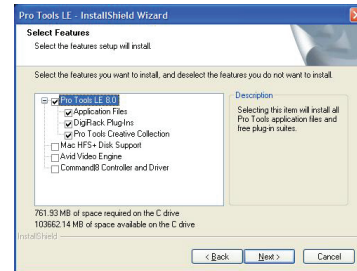 Pro Tools LE - InstallShield Wizard
Select Features
Select the features setup will install.
Select the features you want to install, and deselect the features you do not want to install.
Pro Tools LE 8.0
Application Files
DigiRack Plug-Ins
Pro Tools Creative Collection
Mac HFS+ Disk Support
Avid Video Engine
Command|8 Controller and Driver
Description
Selecting this item will install all
Pro Tools application files and
free plug-in suites.
761.93 MB of space required on the C drive
103662.14 MB of space available on the C drive
InstallShield
< Back
Next >
Cancel